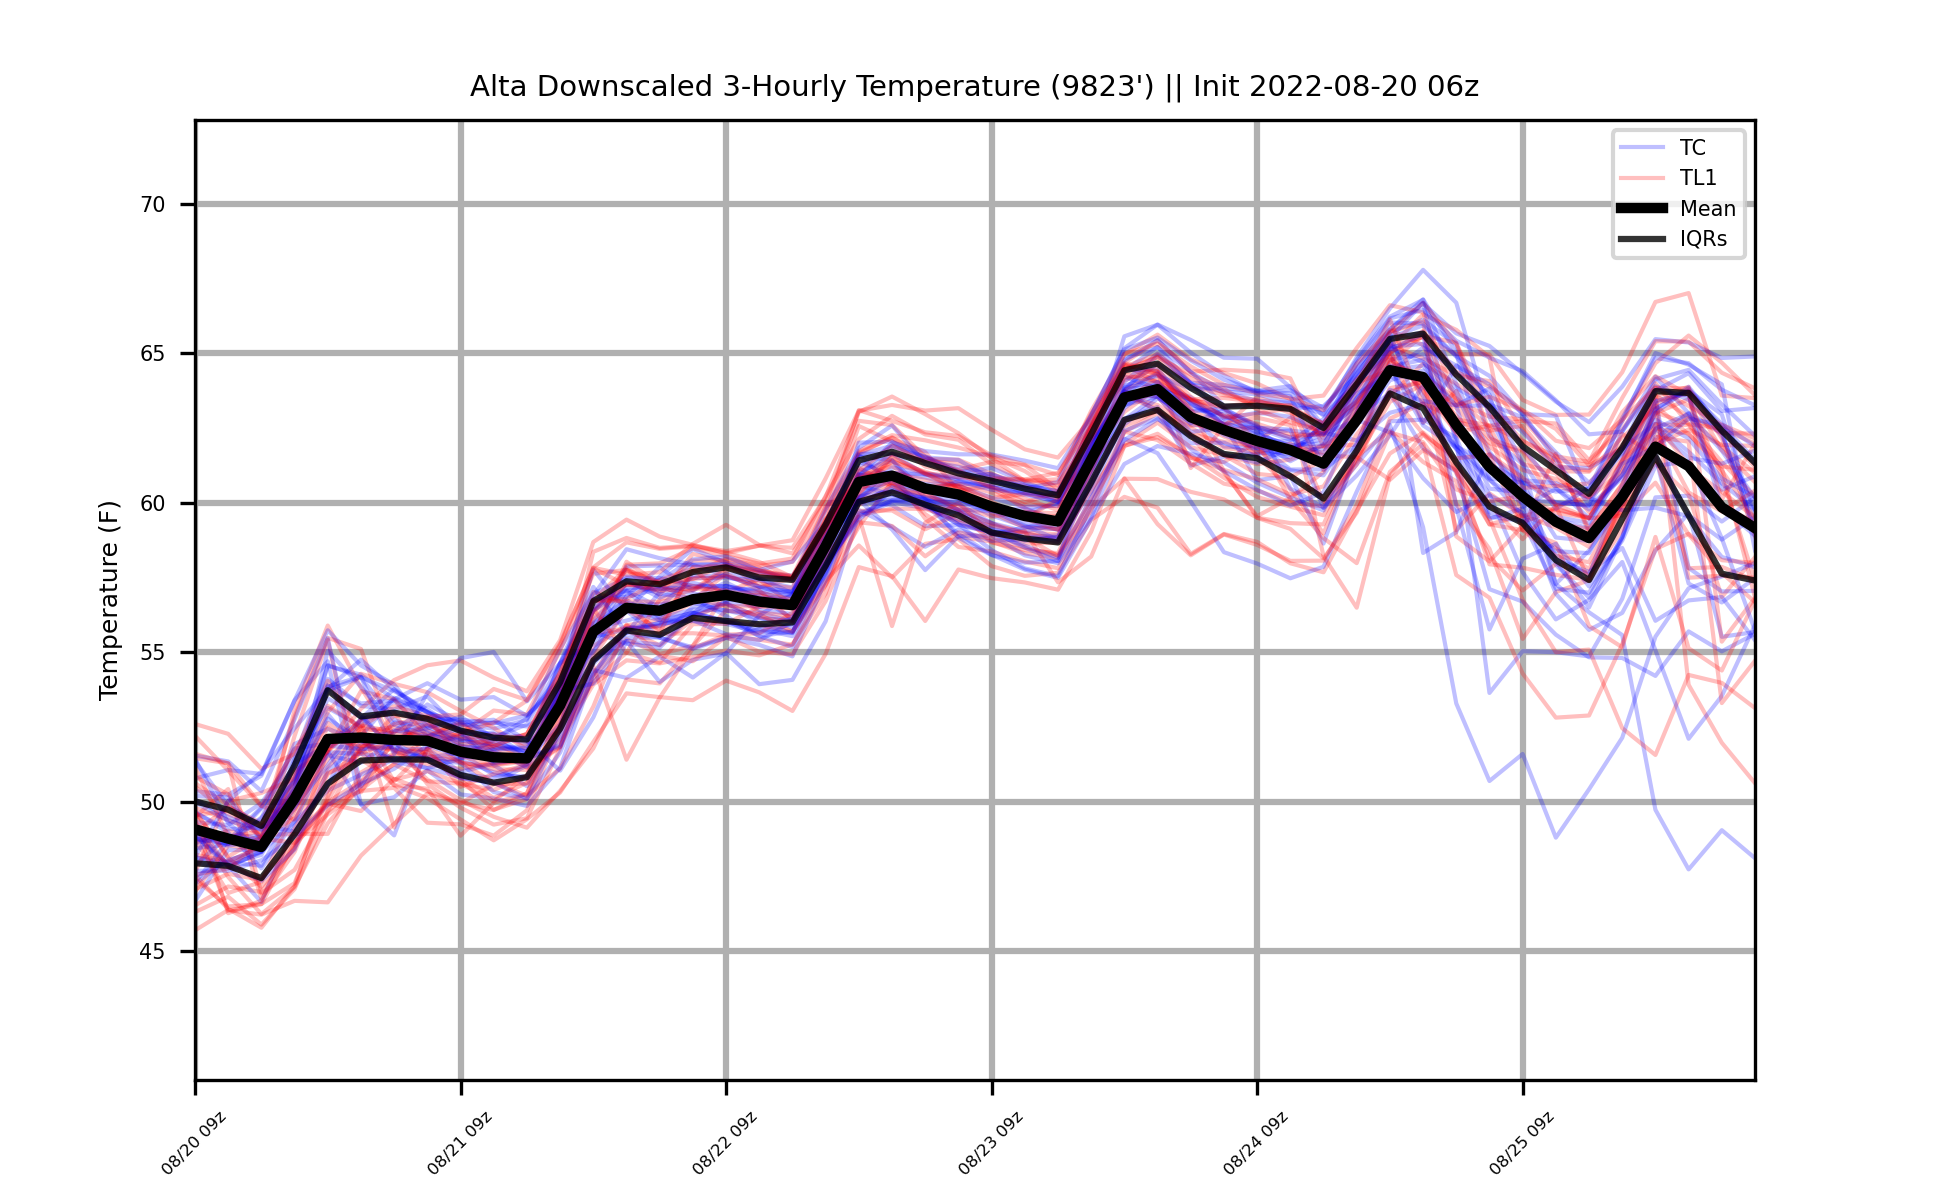 Alta Downscaled 3-Hourly Temperature (9823') || Init 2022-08-20 06z
TC
TL1
Mean
IQRs
Temperature (F)
70
65
60
55
50
45
08/20 09z
08/21 09z
08/22 09z
08/23 09z
08/24 09z
08/25 09z